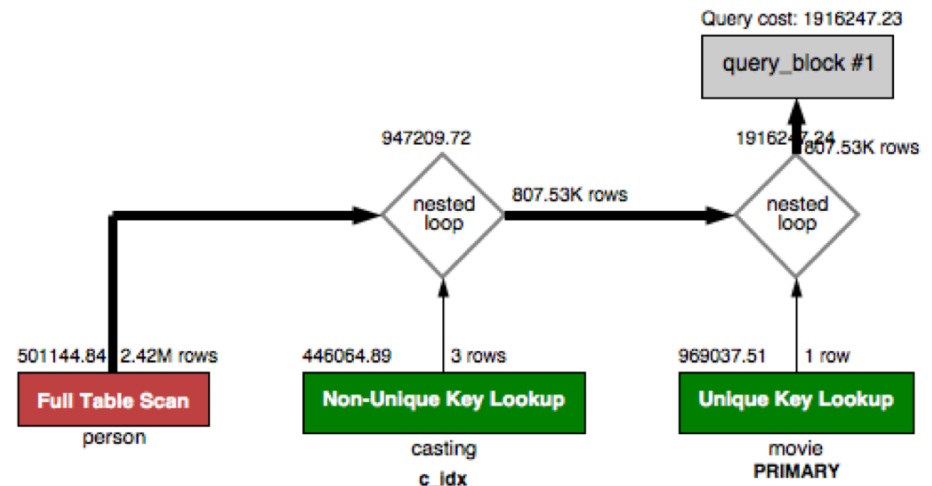 Query cost: 1916247.23
query_block #1
947209.72
1916247.24
807.53K rows
nested
loop
807.53K rows
nested
loop
501144.84
2.42M rows
446064.89
3 rows
969037.51
1 row
Full Table Scan
Non-Unique Key Lookup
Unique Key Lookup
person
casting
movie
c_idx
PRIMARY